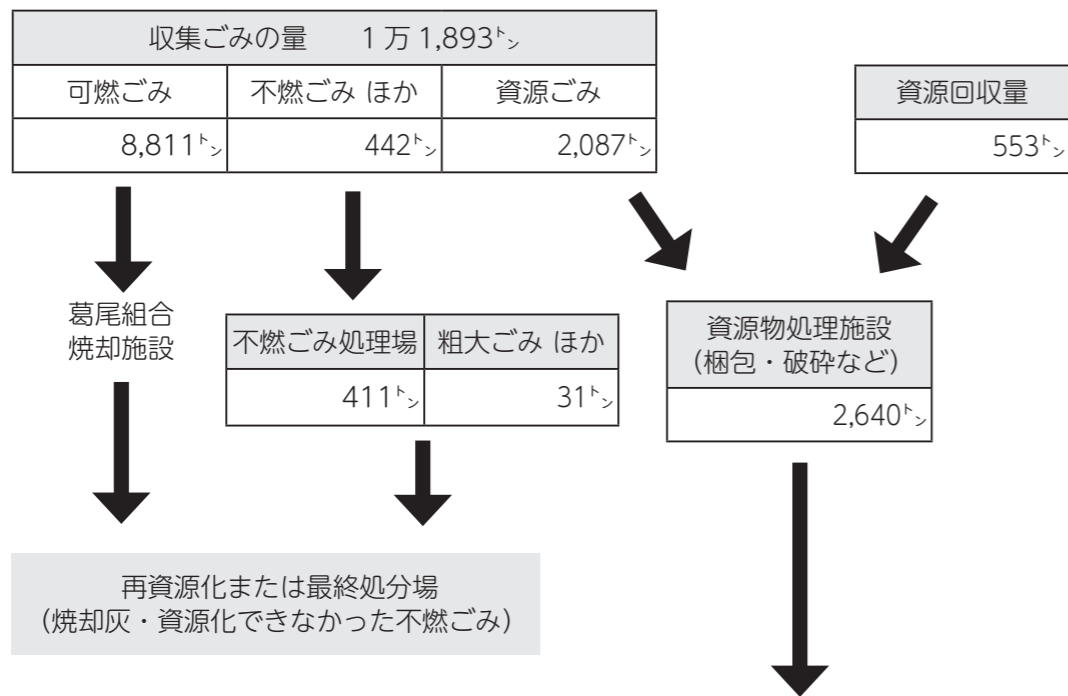 収集ごみの量 1万1,893㌧
可燃ごみ 不燃ごみ ほか 資源ごみ
8,811㌧ 442㌧ 2,087㌧
資源回収量
553㌧
葛尾組合
焼却施設
不燃ごみ処理場 粗大ごみ ほか
411㌧ 31㌧
資源物処理施設
(梱包・破砕など)
2,640㌧
再資源化または最終処分場
(焼却灰・資源化できなかった不燃ごみ)